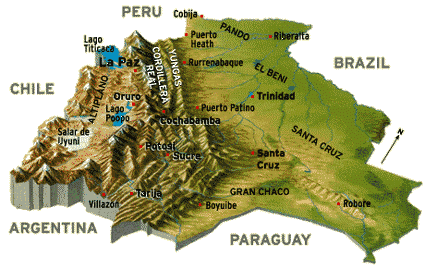 PERU
Cobija
PANDO
Puerto
Heath
Riberalta
Lago
Titicaca
La Paz
YUNGAS
CORDILLERA
REAL
Rurrenabaque
BRAZIL
EL BENI
CHILE
ALTIPLANO
Oruro
Lago
Poopo
Trinidad
Puerto Patino
Cochabamba
Salar de
Uyuni
SANTA CRUZ
N
Potosi
Sucre
Santa
Cruz
Tarija
GRAN CHACO
Villazón
Boyuibe
Robore
ARGENTINA
PARAGUAY